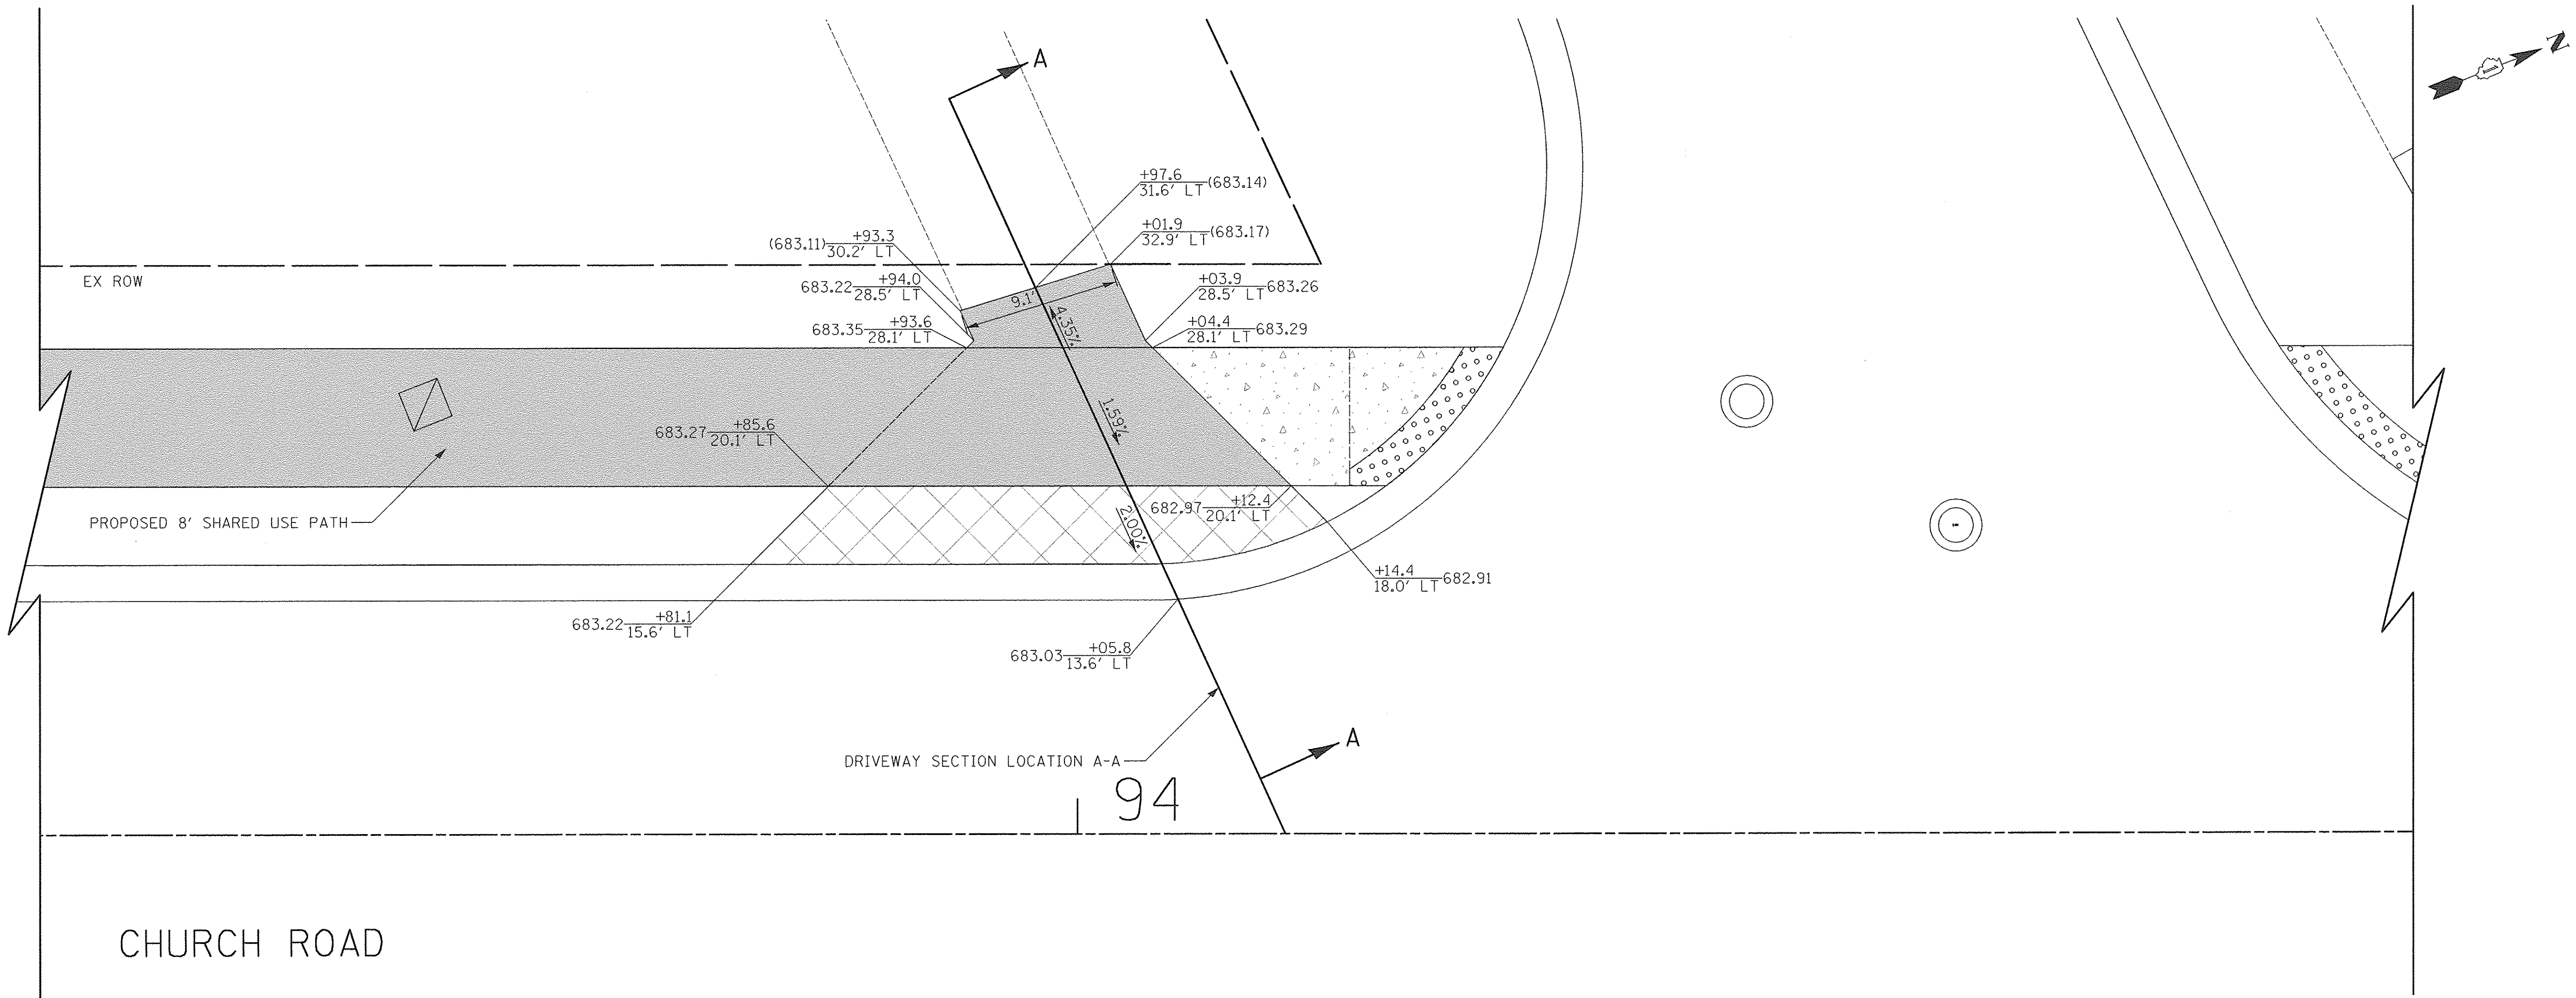 N
A
+97.6
31.6' LT
(683.14)
+01.9
32.9' LT
(683.17)
(683.11)
+93.3
30.2' LT
683.22
+94.0
28.5' LT
683.35
+93.6
28.1' LT
+03.9
28.5' LT
683.26
+04.4
28.1' LT
683.29
EX ROW
9.1'
4.35%
1.59%
2.00%
683.27
+85.6
20.1' LT
682.97
+12.4
20.1' LT
PROPOSED 8' SHARED USE PATH
+14.4
18.0' LT
682.91
683.22
+81.1
15.6' LT
683.03
+05.8
13.6' LT
DRIVEWAY SECTION LOCATION A-A
A
94
CHURCH ROAD